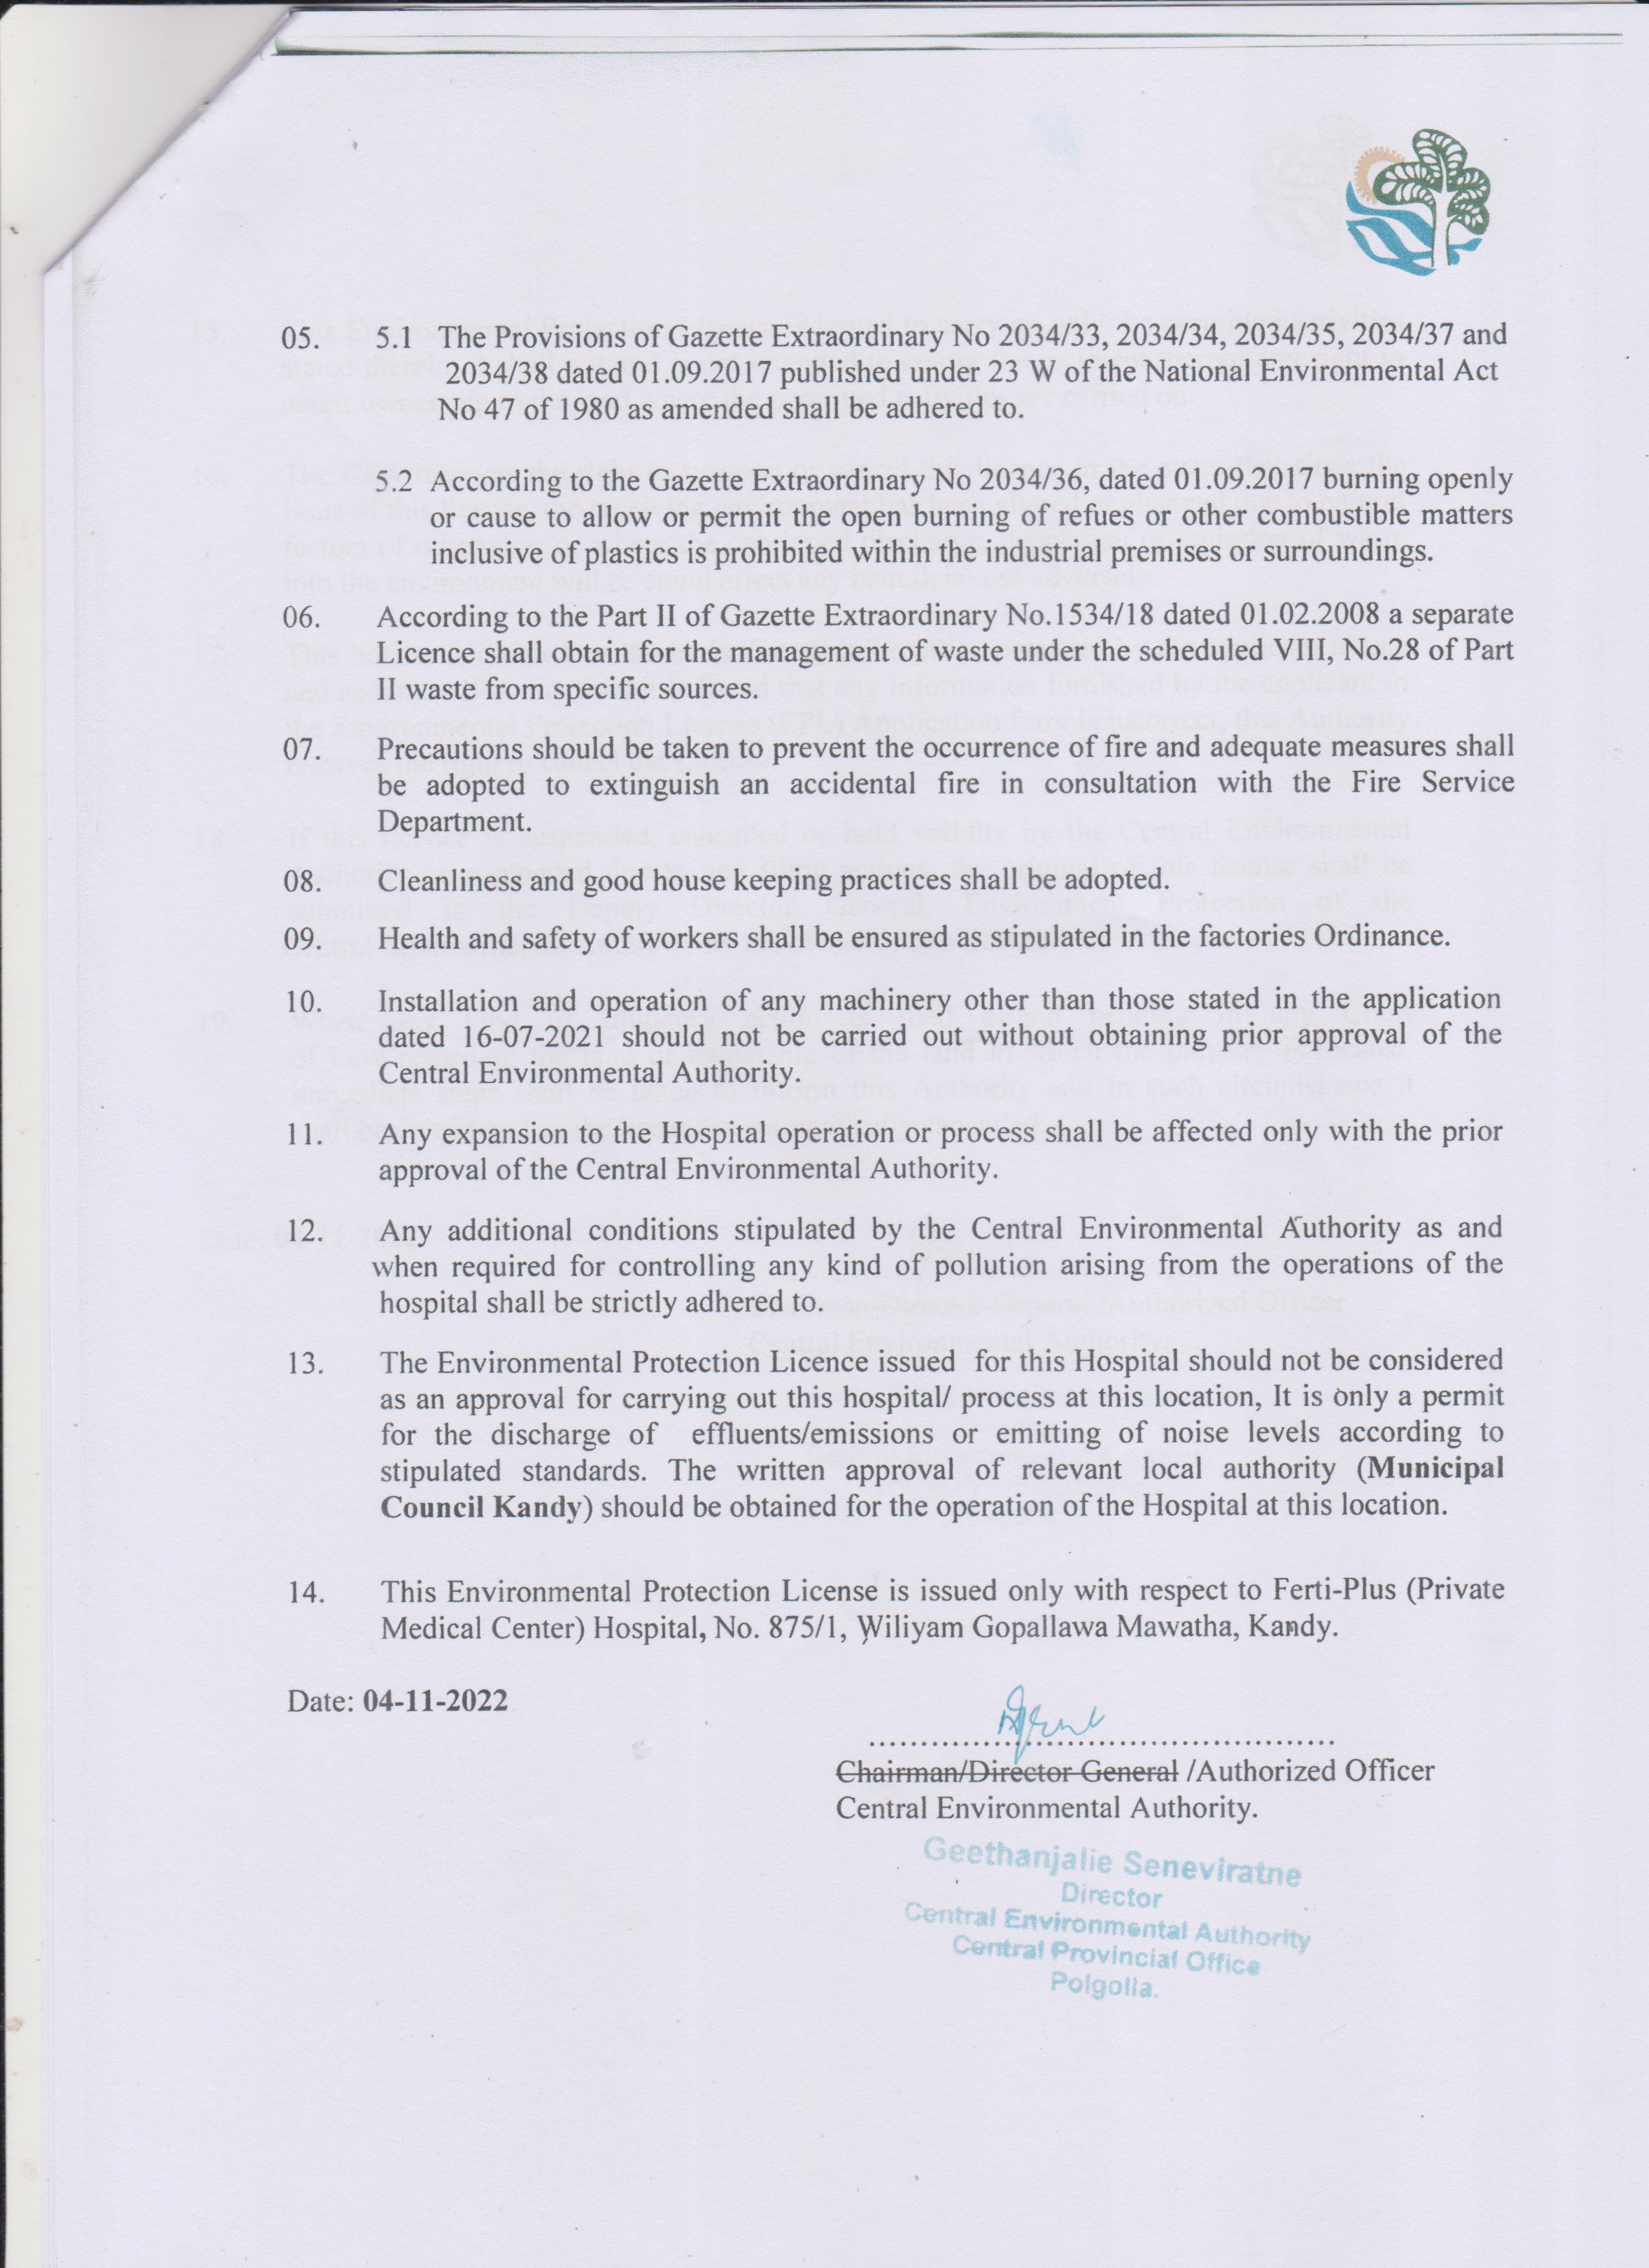 05. 5.1 The Provisions of Gazette Extraordinary No 2034/33, 2034/34, 2034/35, 2034/37 and
2034/38 dated 01.09.2017 published under 23 W of the National Environmental Act
No 47 of 1980 as amended shall be adhered to.
5.2 According to the Gazette Extraordinary No 2034/36, dated 01.09.2017 burning openly
or cause to allow or permit the open burning of refues or other combustible matters
inclusive of plastics is prohibited within the industrial premises or surroundings.
06. According to the Part II of Gazette Extraordinary No.1534/18 dated 01.02.2008 a separate
Licence shall obtain for the management of waste under the scheduled VIII, No.28 of Part
II waste from specific sources.
07. Precautions should be taken to prevent the occurrence of fire and adequate measures shall
be adopted to extinguish an accidental fire in consultation with the Fire Service
Department.
08. Cleanliness and good house keeping practices shall be adopted.
09. Health and safety of workers shall be ensured as stipulated in the factories Ordinance.
10. Installation and operation of any machinery other than those stated in the application
dated 16-07-2021 should not be carried out without obtaining prior approval of the
Central Environmental Authority.
11. Any expansion to the Hospital operation or process shall be affected only with the prior
approval of the Central Environmental Authority.
12. Any additional conditions stipulated by the Central Environmental Authority as and
when required for controlling any kind of pollution arising from the operations of the
hospital shall be strictly adhered to.
13. The Environmental Protection Licence issued for this Hospital should not be considered
as an approval for carrying out this hospital/ process at this location, It is only a permit
for the discharge of effluents/emissions or emitting of noise levels according to
stipulated standards. The written approval of relevant local authority (Municipal
Council Kandy) should be obtained for the operation of the Hospital at this location.
14. This Environmental Protection License is issued only with respect to Ferti-Plus (Private
Medical Center) Hospital, No. 875/1, Wiliyam Gopallawa Mawatha, Kandy.
Date: 04-11-2022
Chairman/Director General /Authorized Officer
Central Environmental Authority.
Geethanjalie Seneviratne
Director
Central Environmental Authority
Central Provincial Office
Polgolla.